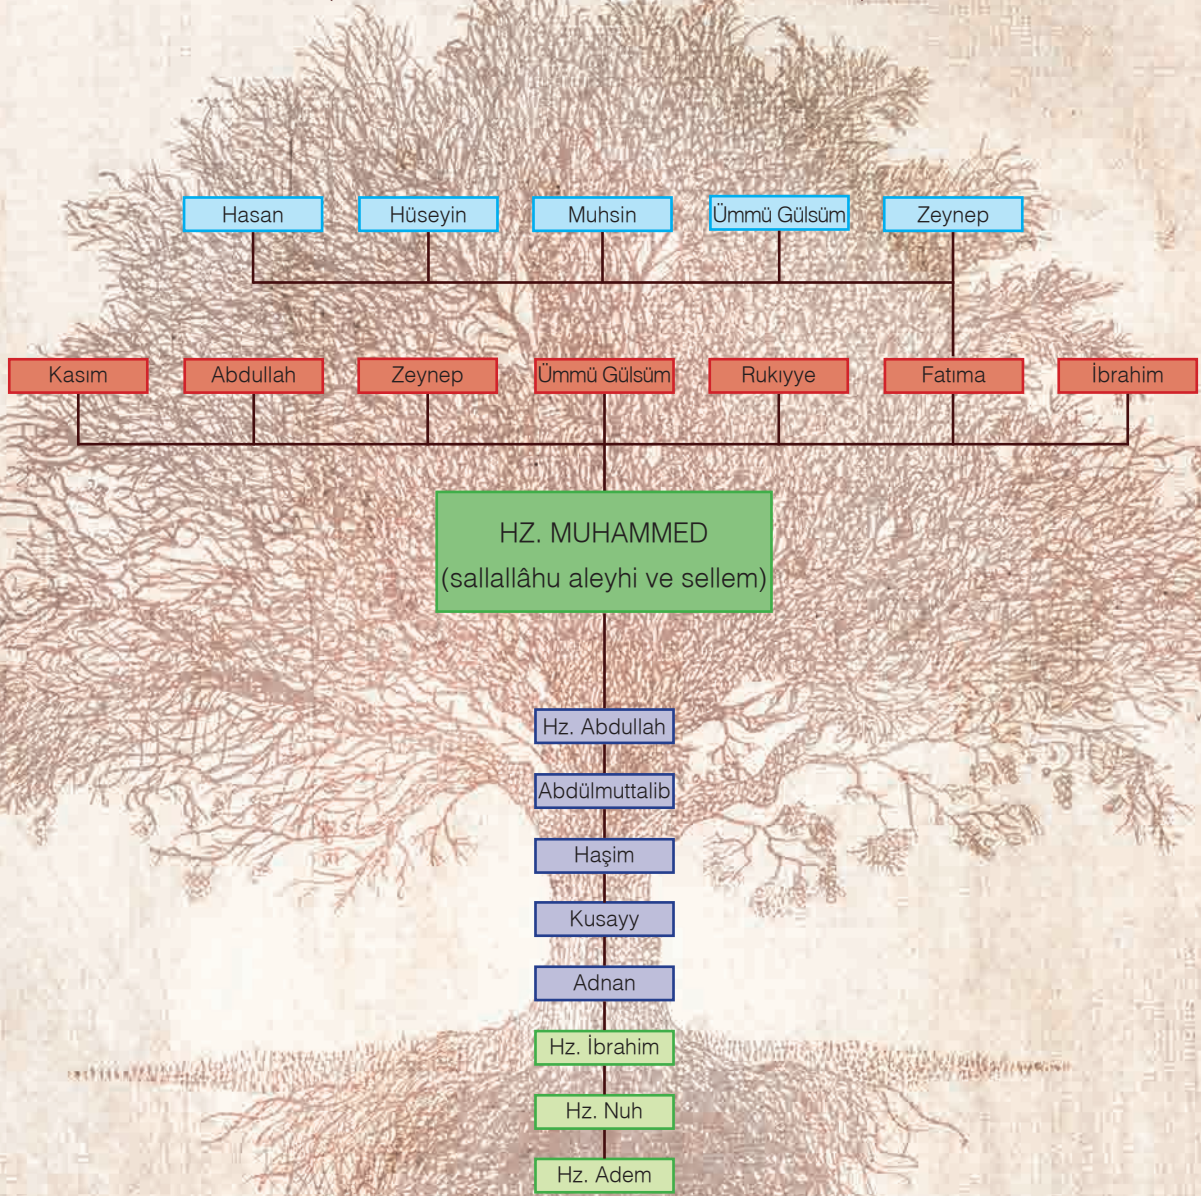 Hasan
Hüseyin
Muhsin
Ümmü Gülsüm
Zeynep
Kasım
Abdullah
Zeynep
Ümmü Gülsüm
Rukıyye
Fatıma
İbrahim
HZ. MUHAMMED
(sallallâhu aleyhi ve sellem)
Hz. Abdullah
Abdülmuttalib
Haşim
Kusayy
Adnan
Hz. İbrahim
Hz. Nuh
Hz. Adem